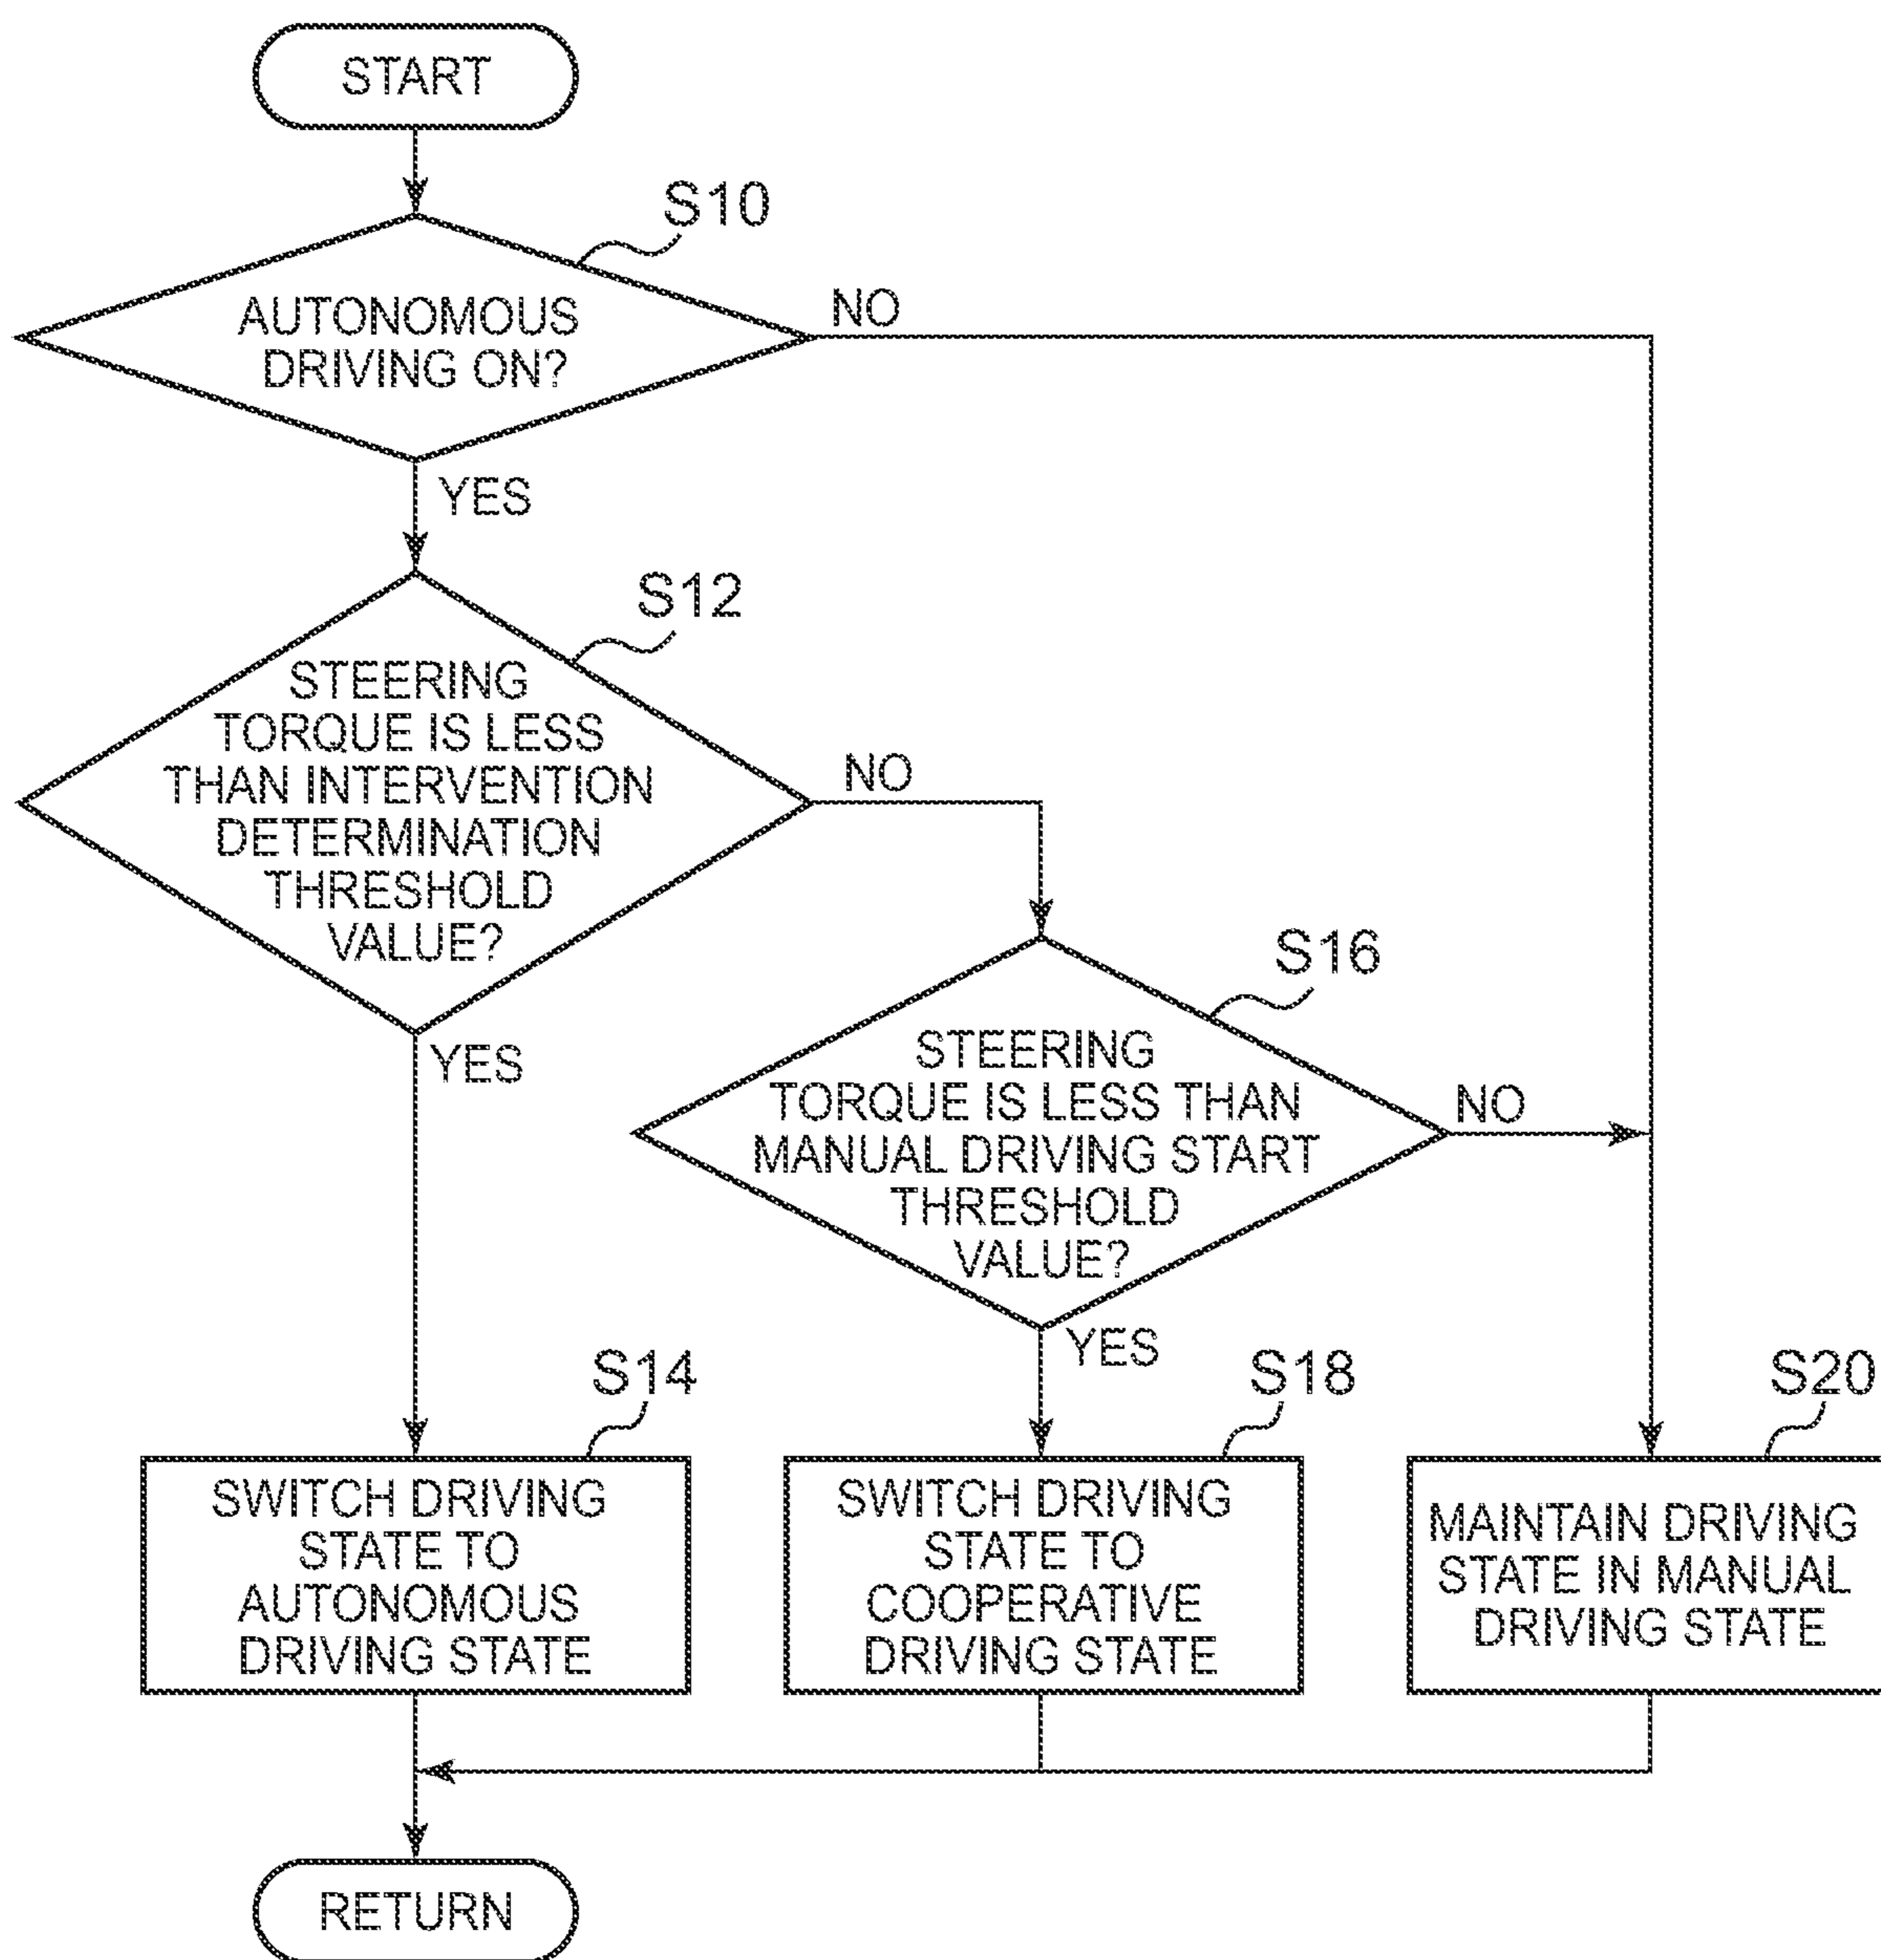 START
S10
AUTONOMOUS
DRIVING ON?
NO
YES
S12
STEERING
TORQUE IS LESS
THAN INTERVENTION
DETERMINATION
THRESHOLD
VALUE?
NO
YES
S16
STEERING
TORQUE IS LESS THAN
MANUAL DRIVING START
THRESHOLD
VALUE?
NO
YES
S14
SWITCH DRIVING
STATE TO
AUTONOMOUS
DRIVING STATE
S18
SWITCH DRIVING
STATE TO
COOPERATIVE
DRIVING STATE
S20
MAINTAIN DRIVING
STATE IN MANUAL
DRIVING STATE
RETURN